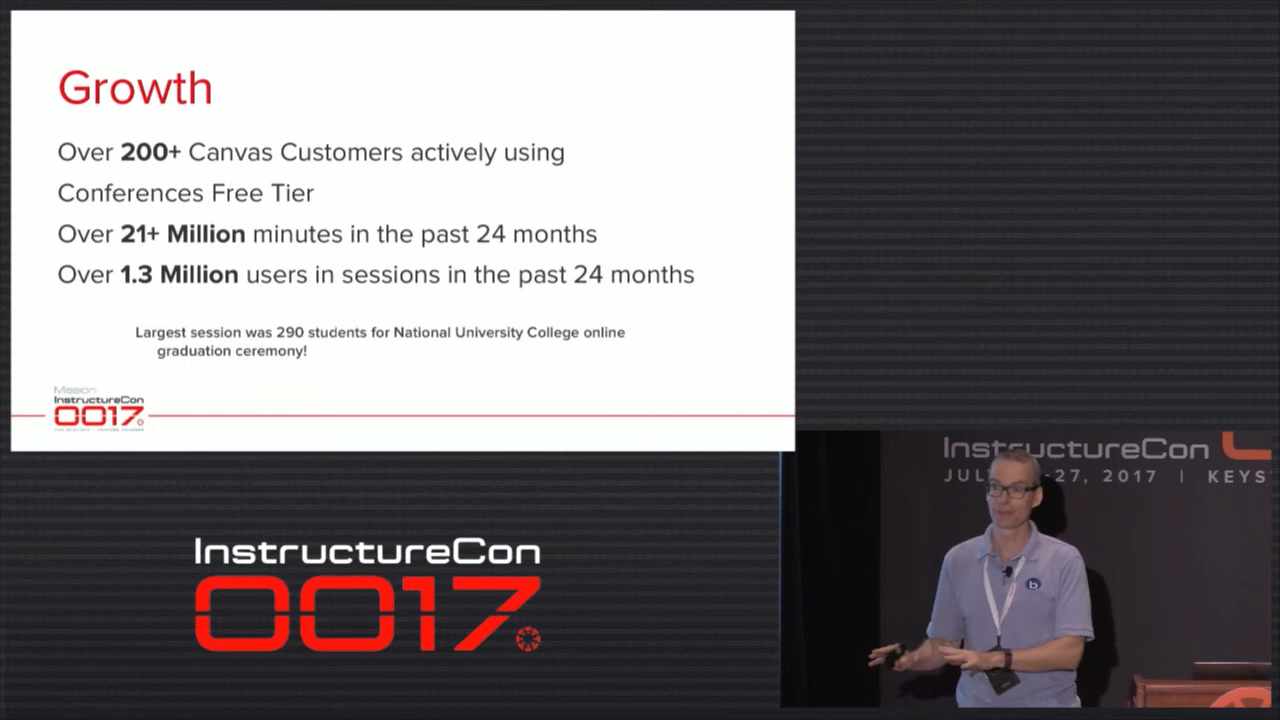 Growth
Over 200+ Canvas Customers actively using
Conferences Free Tier
Over 21+ Million minutes in the past 24 months
Over 1.3 Million users in sessions in the past 24 months
Largest session was 290 students for National University College online
graduation ceremony!
Mission:
InstructureCon
0017
InstructureCon
0017
InstructureCon
27, 2017 | KEYS
b